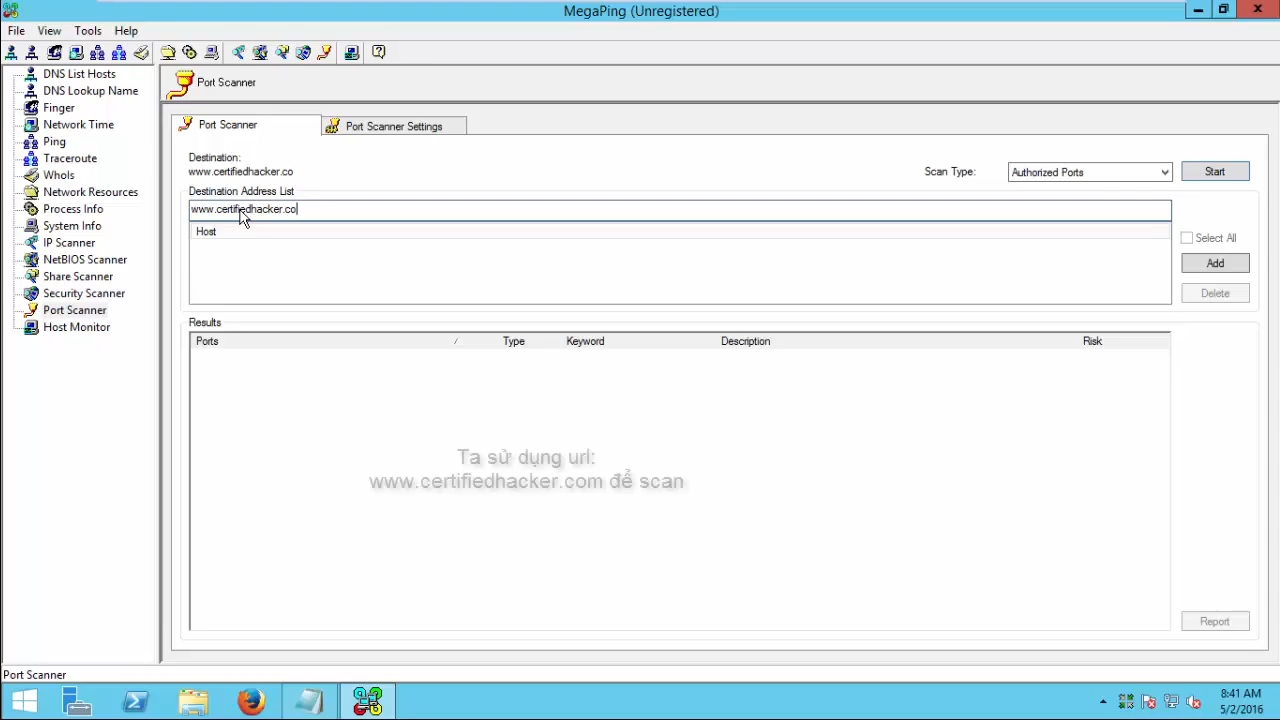 MegaPing (Unregistered)
File View Tools Help
DNS List Hosts
DNS Lookup Name
Finger
Network Time
Ping
Traceroute
WhoIs
Network Resources
Process Info
System Info
IP Scanner
NetBIOS Scanner
Share Scanner
Security Scanner
Port Scanner
Host Monitor
Port Scanner
Port Scanner
Port Scanner Settings
Destination:
www.certifiedhacker.co
Scan Type:
Authorized Ports
Start
Destination Address List
www.certifiedhacker.co
Host
Select All
Add
Delete
Results
Ports Type Keyword Description Risk
Ta sử dụng url:
www.certifiedhacker.com để scan
Report
Port Scanner
8:41 AM
5/2/2016